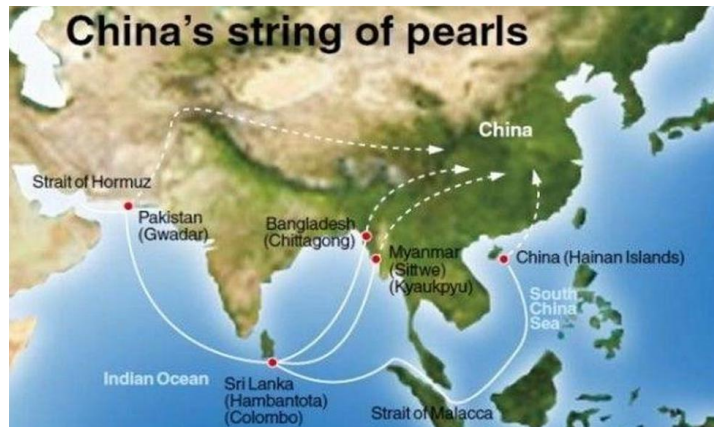 China's string of pearls
China
Strait of Hormuz
Pakistan
(Gwadar)
Bangladesh
(Chittagong)
Myanmar
(Sittwe)
(Kyaukpyu)
China (Hainan Islands)
South
China
Sea
Indian Ocean
Sri Lanka
(Hambantota)
(Colombo)
Strait of Malacca